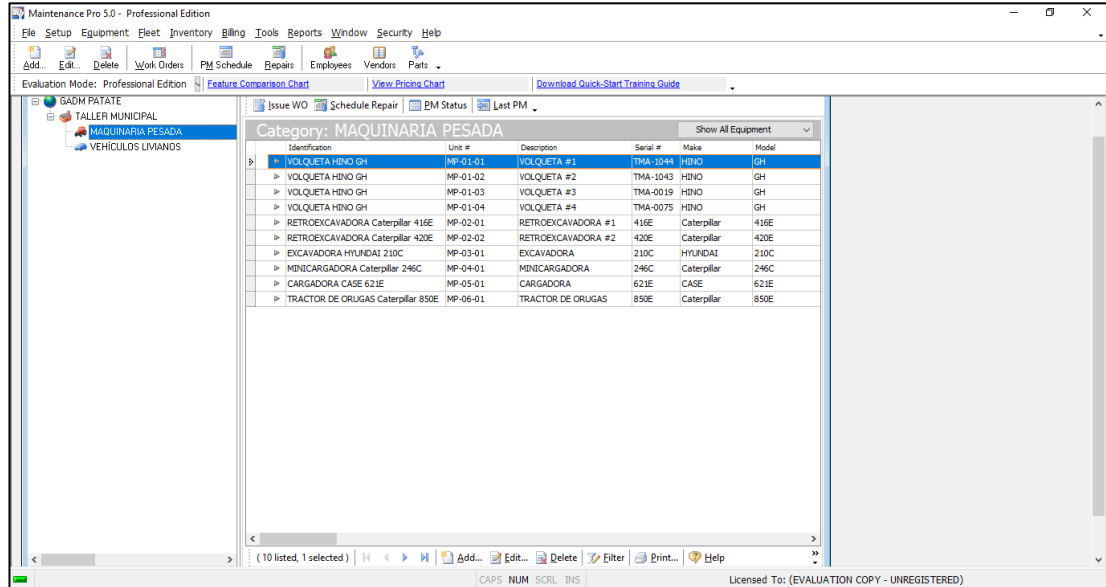 Maintenance Pro 5.0 - Professional Edition
File Setup Equipment Fleet Inventory Billing Tools Reports Window Security Help
Add... Edit... Delete Work Orders PM Schedule Repairs Employees Vendors Parts
Evaluation Mode: Professional Edition Feature Comparison Chart View Pricing Chart Download Quick-Start Training Guide
GADM PATATE
TALLER MUNICIPAL
MAQUINARIA PESADA
VEHÍCULOS LIVIANOS
Issue WO Schedule Repair PM Status Last PM
Category: MAQUINARIA PESADA Show All Equipment
Identification Unit # Description Serial # Make Model
VOLQUETA HINO GH MP-01-01 VOLQUETA #1 TMA-1044 HINO GH
VOLQUETA HINO GH MP-01-02 VOLQUETA #2 TMA-1043 HINO GH
VOLQUETA HINO GH MP-01-03 VOLQUETA #3 TMA-0019 HINO GH
VOLQUETA HINO GH MP-01-04 VOLQUETA #4 TMA-0075 HINO GH
RETROEXCAVADORA Caterpillar 416E MP-02-01 RETROEXCAVADORA #1 416E Caterpillar 416E
RETROEXCAVADORA Caterpillar 420E MP-02-02 RETROEXCAVADORA #2 420E Caterpillar 420E
EXCAVADORA HYUNDAI 210C MP-03-01 EXCAVADORA 210C HYUNDAI 210C
MINICARGADORA Caterpillar 246C MP-04-01 MINICARGADORA 246C Caterpillar 246C
CARGADORA CASE 621E MP-05-01 CARGADORA 621E CASE 621E
TRACTOR DE ORUGAS Caterpillar 850E MP-06-01 TRACTOR DE ORUGAS 850E Caterpillar 850E
( 10 listed, 1 selected ) Add... Edit... Delete Filter Print... Help
CAPS NUM SCRL INS Licensed To: (EVALUATION COPY - UNREGISTERED)